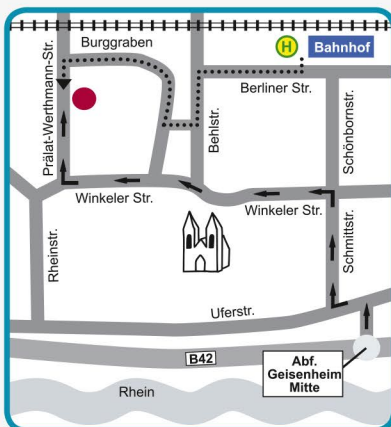 Burggraben
H
Bahnhof
Prälat-Werthmann-Str.
Berliner Str.
Behlstr.
Schönbornstr.
Winkeler Str.
Winkeler Str.
Rheinstr.
Schmittstr.
Uferstr.
B42
Abf.
Geisenheim
Mitte
Rhein